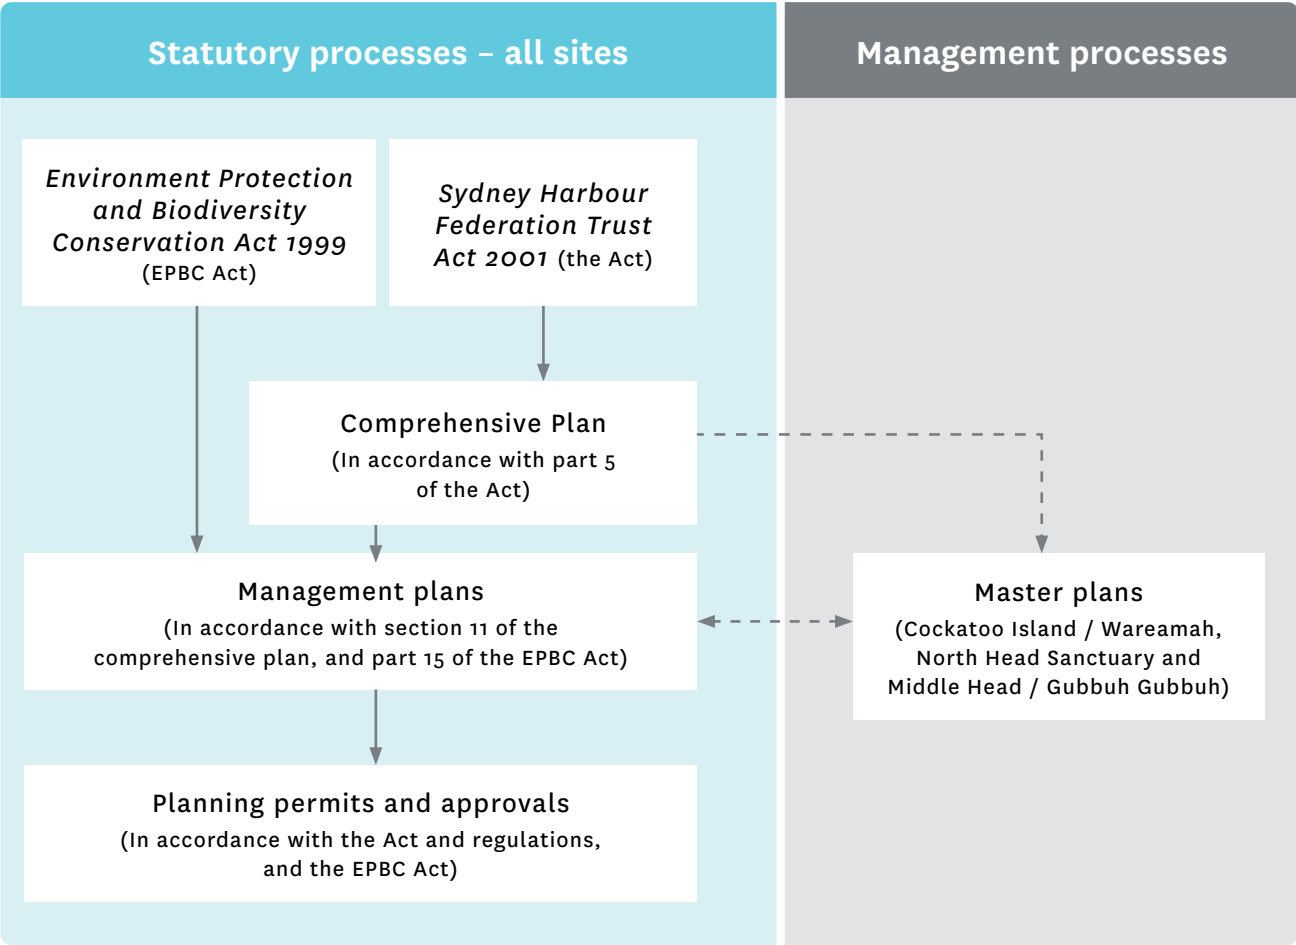 Statutory processes – all sites
Management processes
Environment Protection
and Biodiversity
Conservation Act 1999
(EPBC Act)
Sydney Harbour
Federation Trust
Act 2001 (the Act)
Comprehensive Plan
(In accordance with part 5
of the Act)
Management plans
(In accordance with section 11 of the
comprehensive plan, and part 15 of the EPBC Act)
Master plans
(Cockatoo Island / Wareamah,
North Head Sanctuary and
Middle Head / Gubbuh Gubbuh)
Planning permits and approvals
(In accordance with the Act and regulations,
and the EPBC Act)